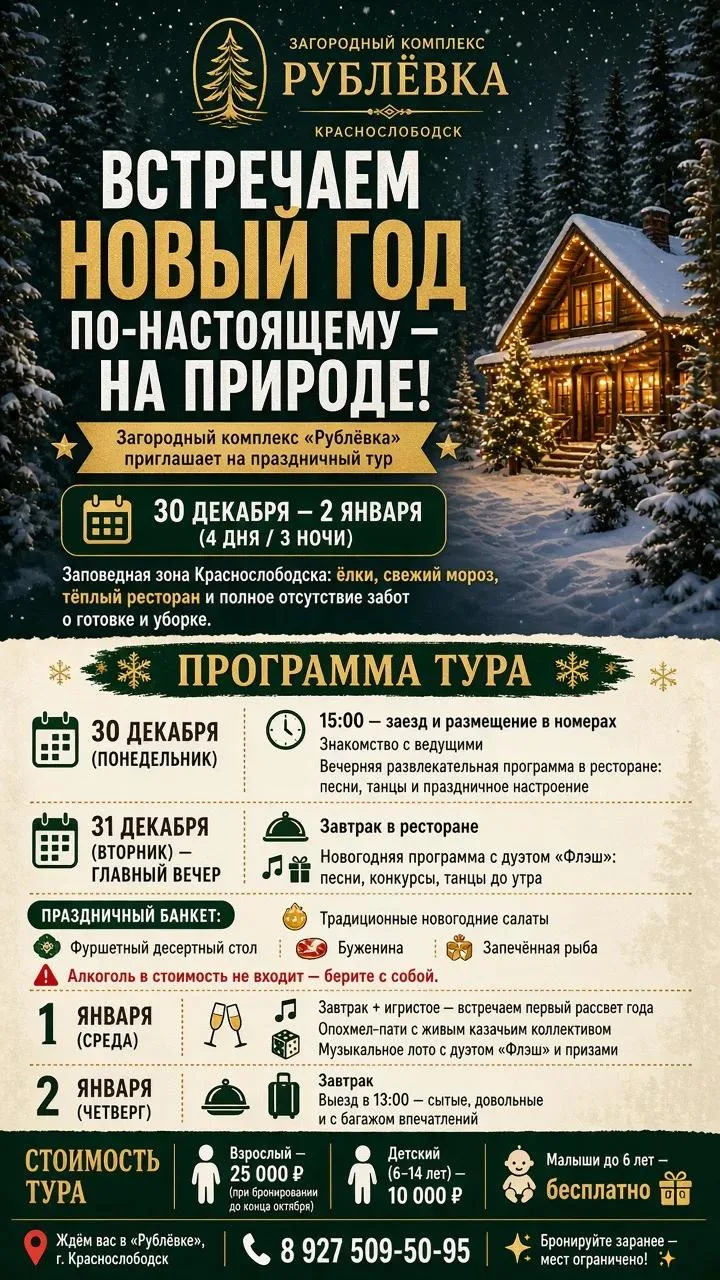 ЗАГОРОДНЫЙ КОМПЛЕКС
РУБЛЁВКА
КРАСНОСЛОБОДСК
ВСТРЕЧАЕМ
НОВЫЙ ГОД
ПО-НАСТОЯЩЕМУ –
НА ПРИРОДЕ!
Загородный комплекс «Рублёвка»
приглашает на праздничный тур
30 ДЕКАБРЯ – 2 ЯНВАРЯ
(4 ДНЯ / 3 НОЧИ)
Заповедная зона Краснослободска: ёлки, свежий мороз,
тёплый ресторан и полное отсутствие забот
о готовке и уборке.
ПРОГРАММА ТУРА
30 ДЕКАБРЯ
(ПОНЕДЕЛЬНИК)
15:00 – заезд и размещение в номерах
Знакомство с ведущими
Вечерняя развлекательная программа в ресторане:
песни, танцы и праздничное настроение
31 ДЕКАБРЯ
(ВТОРНИК) –
ГЛАВНЫЙ ВЕЧЕР
Завтрак в ресторане
Новогодняя программа с дуэтом «Флэш»:
песни, конкурсы, танцы до утра
ПРАЗДНИЧНЫЙ БАНКЕТ:
Традиционные новогодние салаты
Фуршетный десертный стол
Буженина
Запечённая рыба
Алкоголь в стоимость не входит – берите с собой.
1 ЯНВАРЯ
(СРЕДА)
Завтрак + игристое – встречаем первый рассвет года
Опохмел-пати с живым казачьим коллективом
Музыкальное лото с дуэтом «Флэш» и призами
2 ЯНВАРЯ
(ЧЕТВЕРГ)
Завтрак
Выезд в 13:00 – сытые, довольные
и с багажом впечатлений
СТОИМОСТЬ
ТУРА
Взрослый –
25 000 ₽
(при бронировании
до конца октября)
Детский
(6–14 лет) –
10 000 ₽
Малыши до 6 лет –
бесплатно
Ждём вас в «Рублёвке»,
г. Краснослободск
8 927 509-50-95
Бронируйте заранее –
мест ограничено!